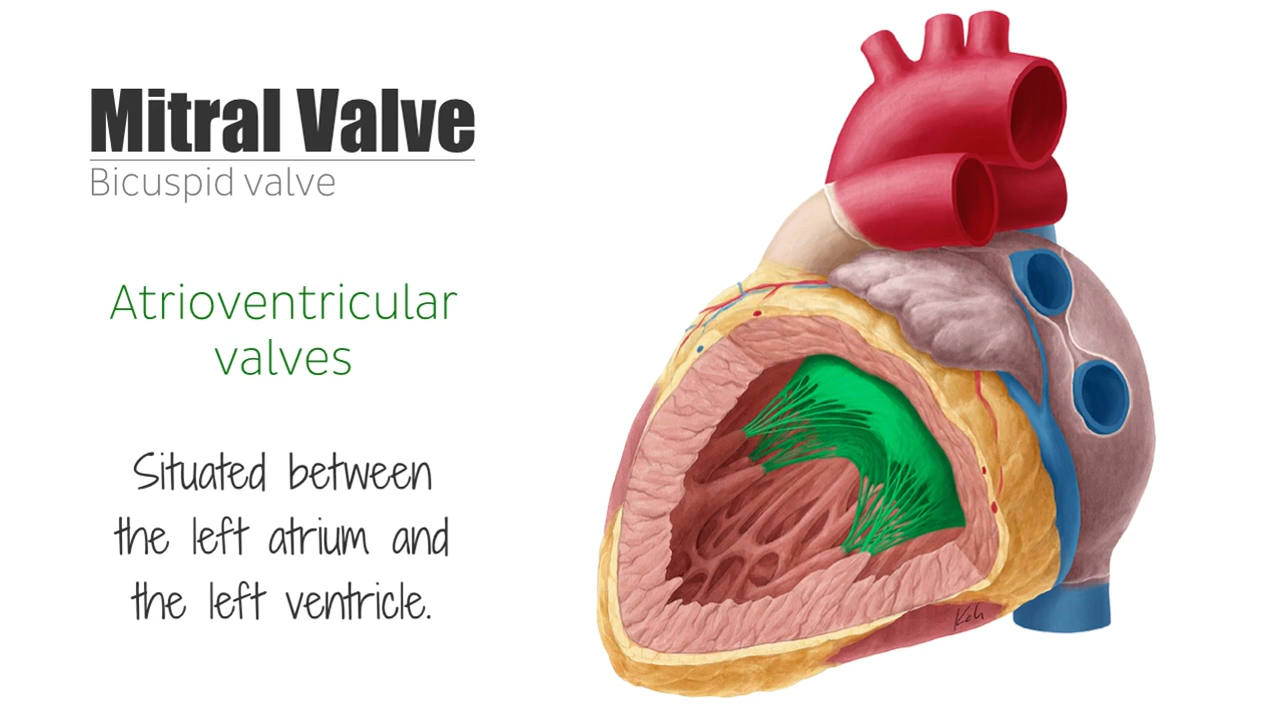 Mitral Valve
Bicuspid valve
Atrioventricular
valves
Situated between
the left atrium and
the left ventricle.